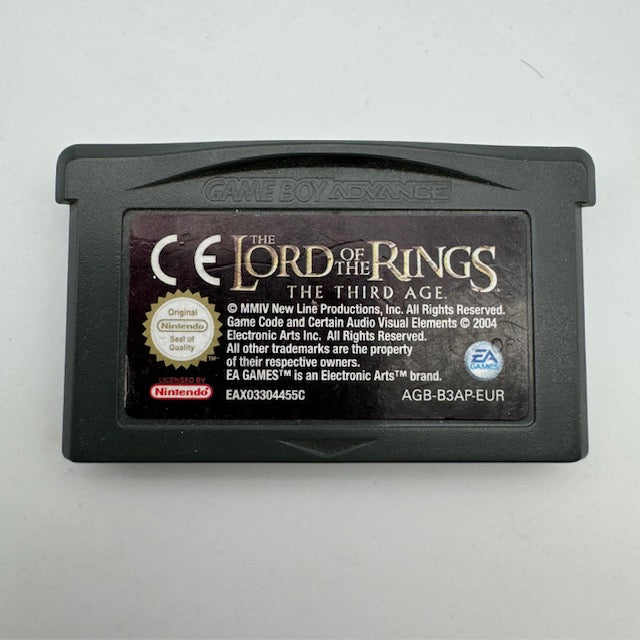 GAME BOY ADVANCE
CE
THE LORD OF THE RINGS
THE THIRD AGE
Original
Nintendo
Seal of
Quality
TM
LICENSED BY
Nintendo
© MMIV New Line Productions, Inc. All Rights Reserved.
Game Code and Certain Audio Visual Elements © 2004
Electronic Arts Inc. All Rights Reserved.
All other trademarks are the property
of their respective owners.
EA GAMES™ is an Electronic Arts™ brand.
EA
GAMES
EAX03304455C
AGB-B3AP-EUR